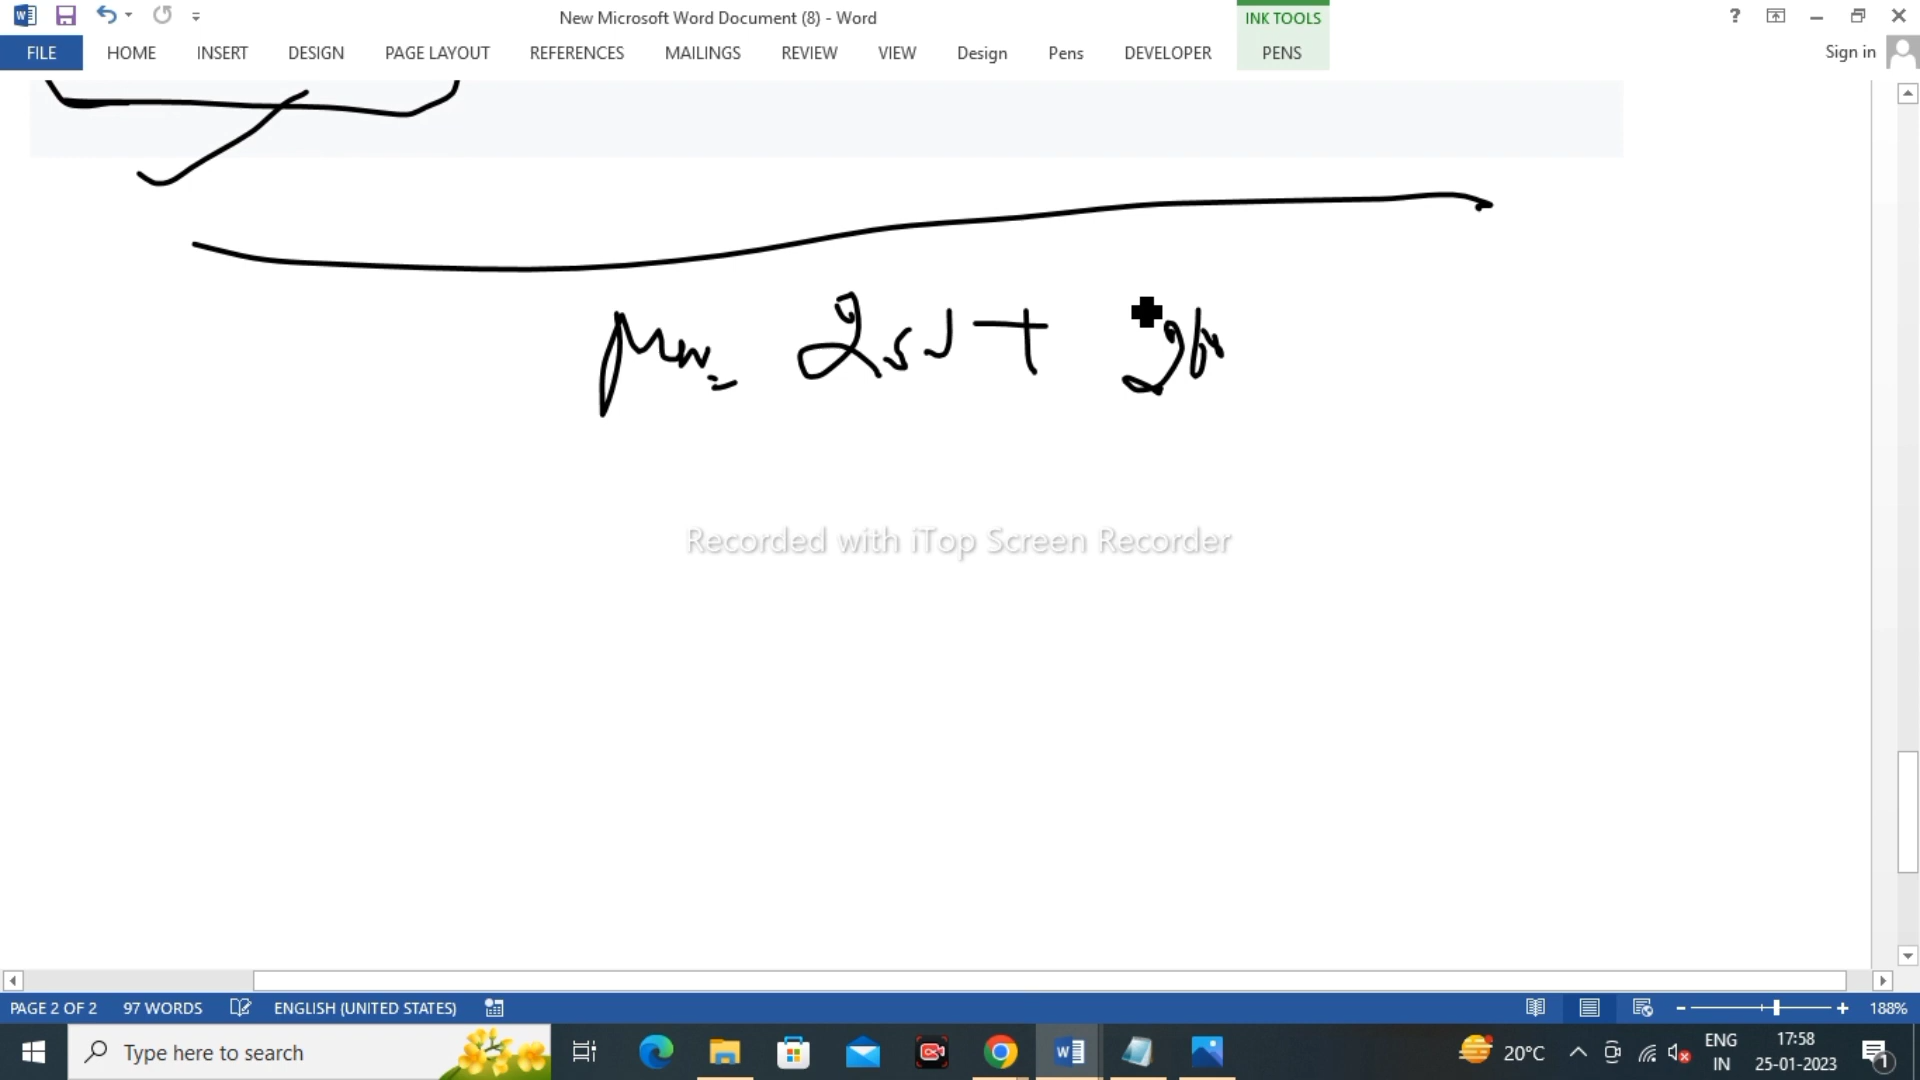 New Microsoft Word Document (8) - Word
INK TOOLS
?
FILE HOME INSERT DESIGN PAGE LAYOUT REFERENCES MAILINGS REVIEW VIEW Design Pens DEVELOPER PENS
Sign in
Recorded with iTop Screen Recorder
PAGE 2 OF 2 97 WORDS ENGLISH (UNITED STATES) 188%
Type here to search
20°C
ENG
IN
17:58
25-01-2023
1